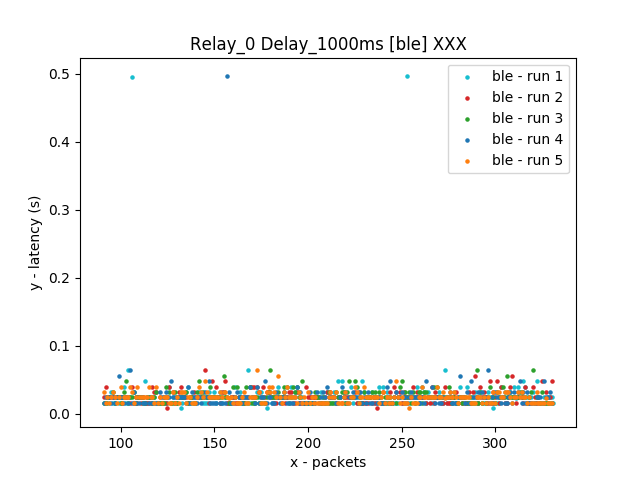 Relay_0 Delay_1000ms [ble] XXX
ble - run 1
ble - run 2
ble - run 3
ble - run 4
ble - run 5
y - latency (s)
0.5
0.4
0.3
0.2
0.1
0.0
100 150 200 250 300
x - packets